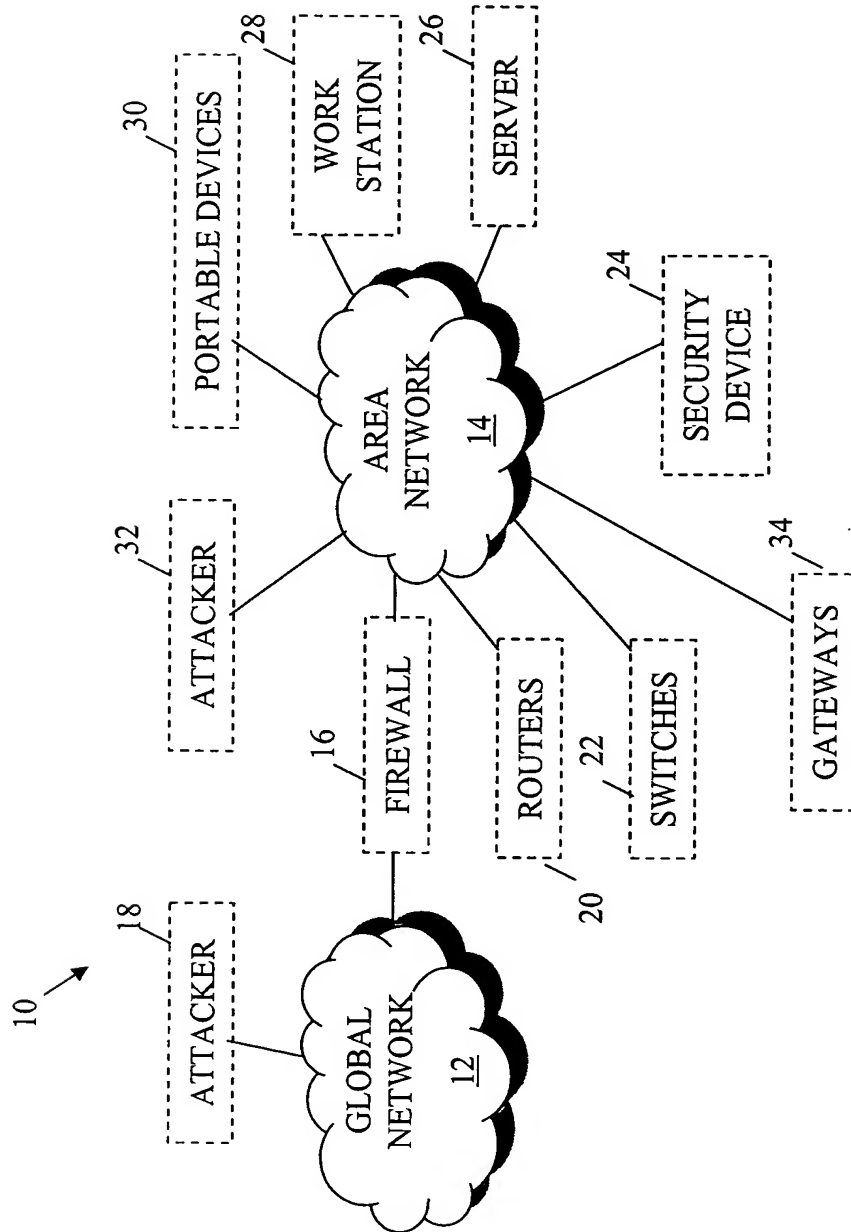 10
18
ATTACKER
GLOBAL
NETWORK
12
16
FIREWALL
32
ATTACKER
30
PORTABLE DEVICES
28
WORK
STATION
26
SERVER
AREA
NETWORK
14
24
SECURITY
DEVICE
20
ROUTERS
22
SWITCHES
34
GATEWAYS